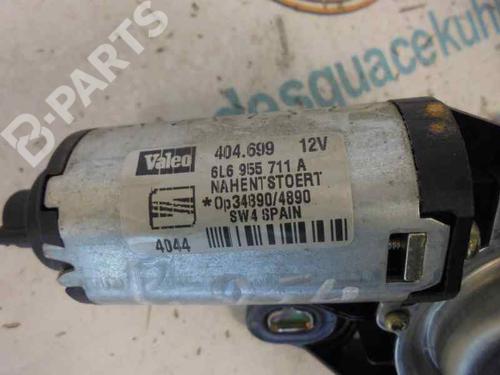 B-PARTS
desguacekuh
Valeo 404.699 12V
6L6 955 711 A
NAHENTSTOERT
*Op34890/4890
SW4 SPAIN
4044